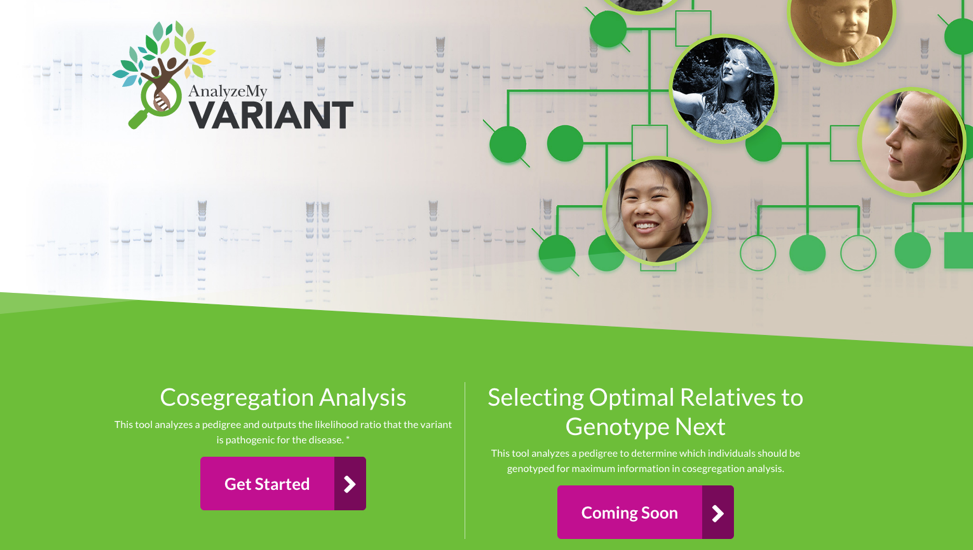 AnalyzeMy
VARIANT
Cosegregation Analysis
This tool analyzes a pedigree and outputs the likelihood ratio that the variant
is pathogenic for the disease. *
Get Started
Selecting Optimal Relatives to
Genotype Next
This tool analyzes a pedigree to determine which individuals should be
genotyped for maximum information in cosegregation analysis.
Coming Soon